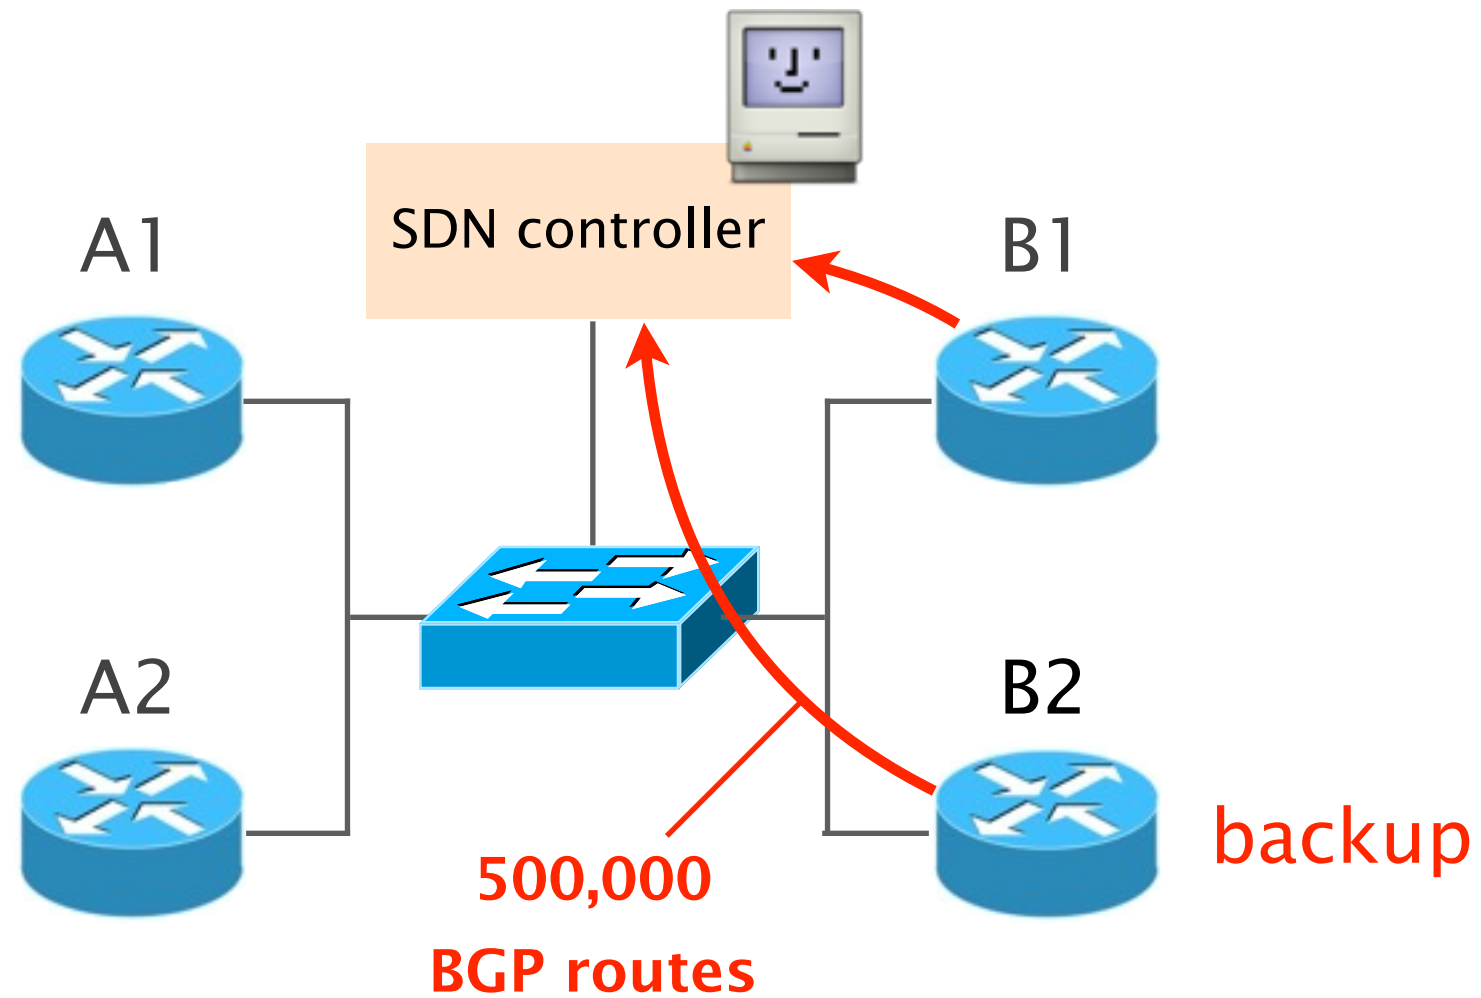 SDN controller
A1
B1
A2
B2
backup
500,000
BGP routes